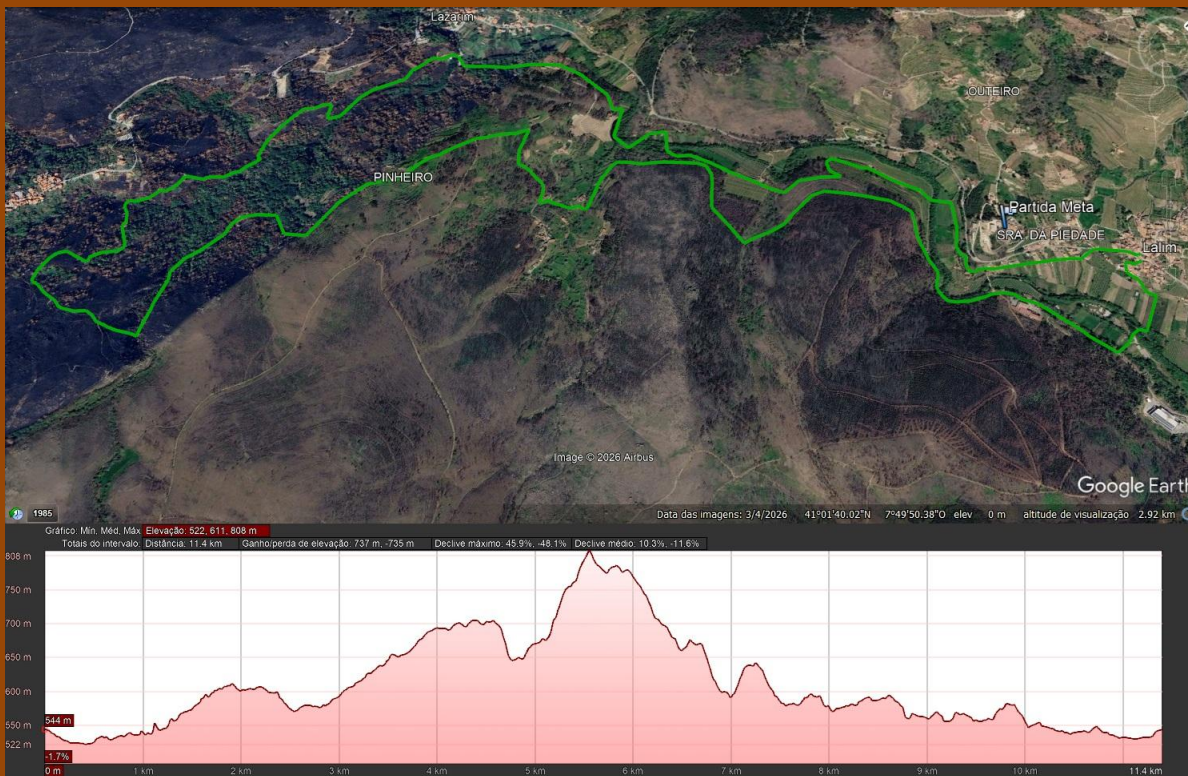 Lazarim
OUTEIRO
PINHEIRO
Partida Meta
SRA. DA PIEDADE
Lalim
Image © 2026 Airbus
Google Earth
1985
Data das imagens: 3/4/2026 41°01'40.02"N 7°49'50.38"O elev 0 m altitude de visualização 2.92 km
Gráfico: Mín, Méd, Máx Elevação: 522, 611, 808 m
Totais do intervalo: Distância: 11.4 km Ganho/perda de elevação: 737 m, -735 m Declive máximo: 45.9%, -48.1% Declive médio: 10.3%, -11.6%
808 m
750 m
700 m
650 m
600 m
550 m
544 m
522 m
-1.7%
0 m 1 km 2 km 3 km 4 km 5 km 6 km 7 km 8 km 9 km 10 km 11.4 km